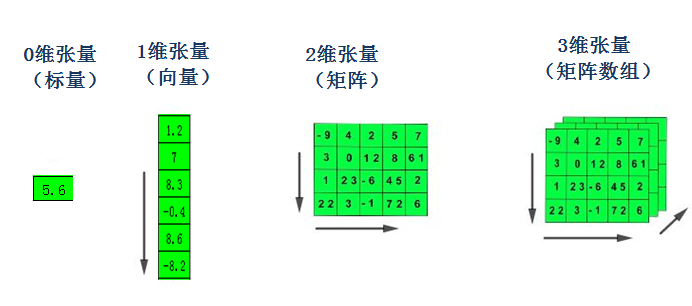 0维张量
（标量）
5.6
1维张量
（向量）
1.2
7
8.3
-0.4
8.6
-8.2
2维张量
（矩阵）
-9 4 2 5 7
3 0 12 8 61
1 23 -6 45 2
22 3 -1 72 6
3维张量
（矩阵数组）
-9 4 2 5 7
3 0 12 8 61
1 23 -6 45 2
22 3 -1 72 6